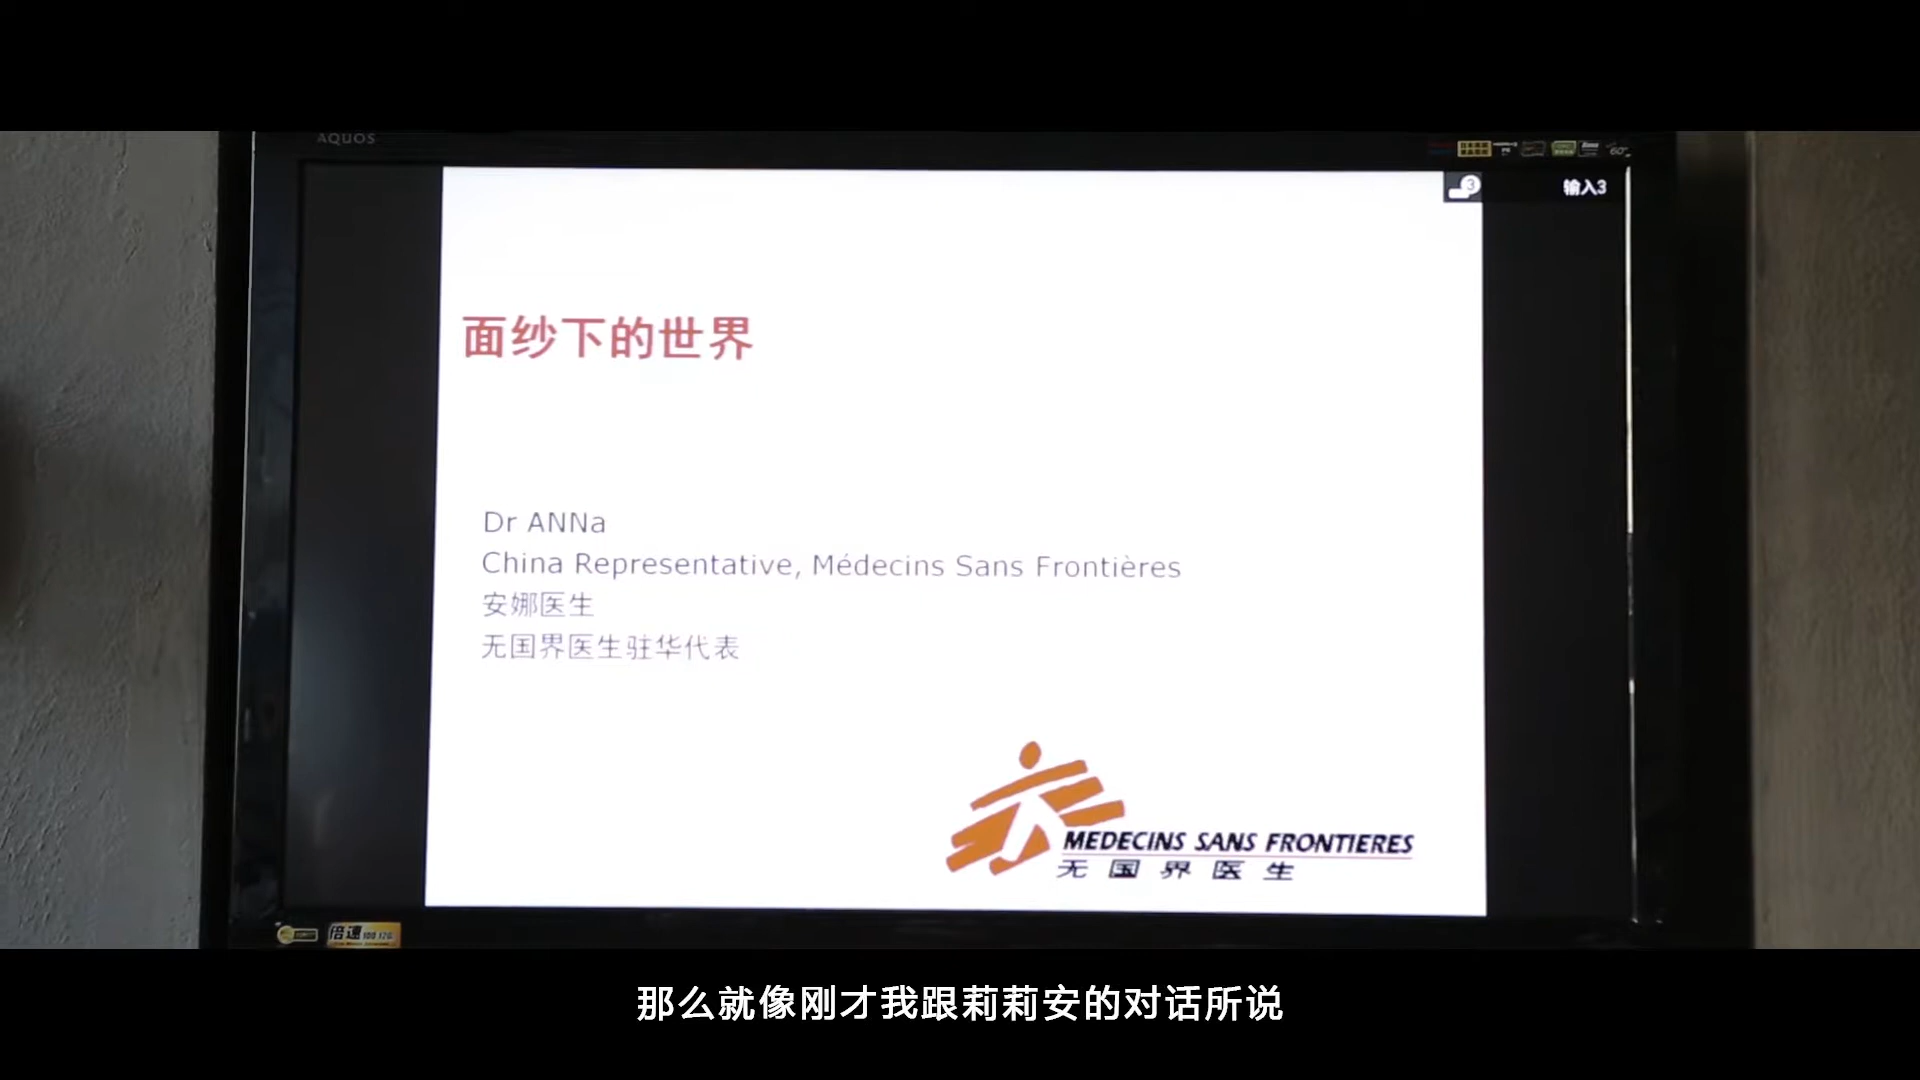 AQUOS
输入3
面纱下的世界
Dr ANNa
China Representative, Médecins Sans Frontières
安娜医生
无国界医生驻华代表
MEDECINS SANS FRONTIERES
无国界医生
倍速
那么就像刚才我跟莉莉安的对话所说